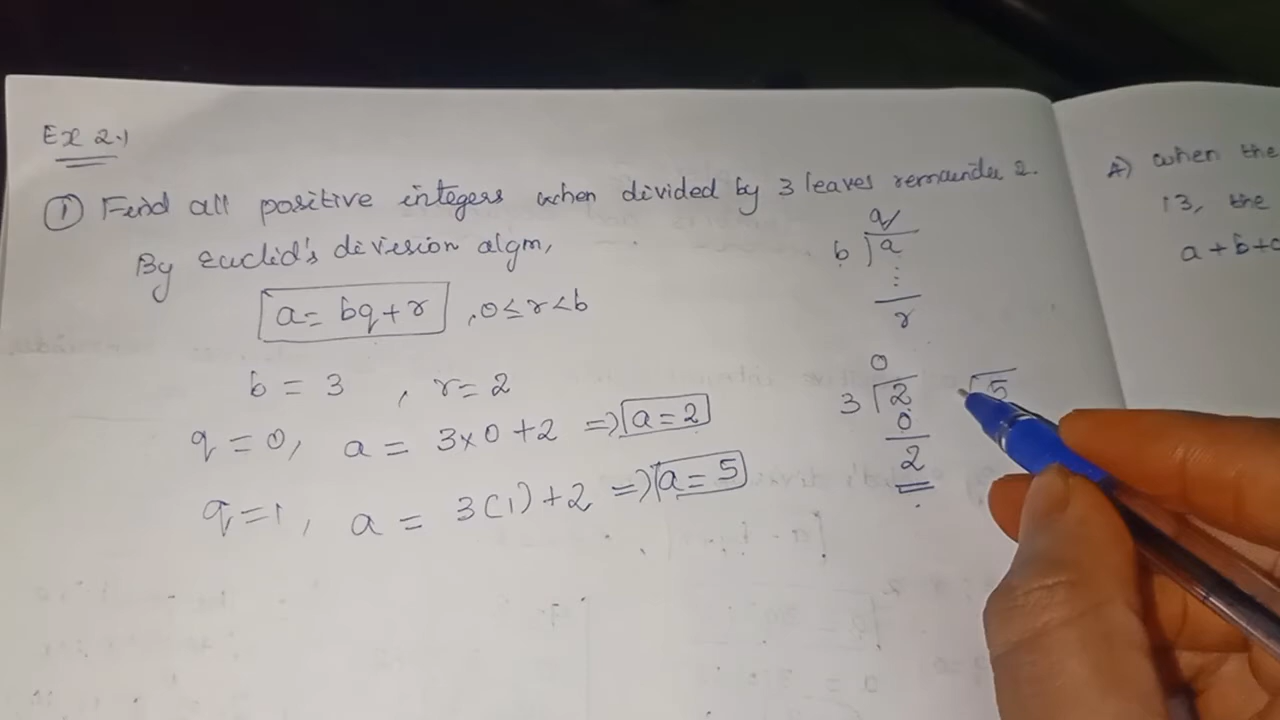 Ex 2.1
① Find all positive integers when divided by 3 leaves remainder 2.
By Euclid's division algm,
a = bq + r , 0 ≤ r < b
b = 3 , r = 2
q = 0, a = 3 × 0 + 2 ⇒ a = 2
q = 1, a = 3(1) + 2 ⇒ a = 5
q
b ) a
⋮
r
0
3 ) 2
0
2
5
A) when the
13, the
a + b + c